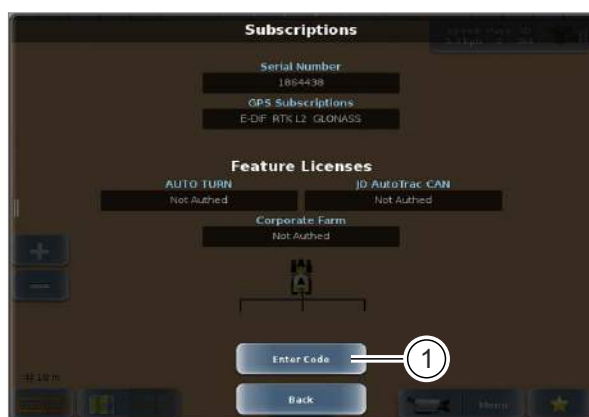 Subscriptions
Serial Number
1864438
GPS Subscriptions
E-DIF RTK L2 GLONASS
Feature Licenses
AUTO TURN JD AutoTrac CAN
Not Authed Not Authed
Corporate Farm
Not Authed
Enter Code 1
Back
Menu